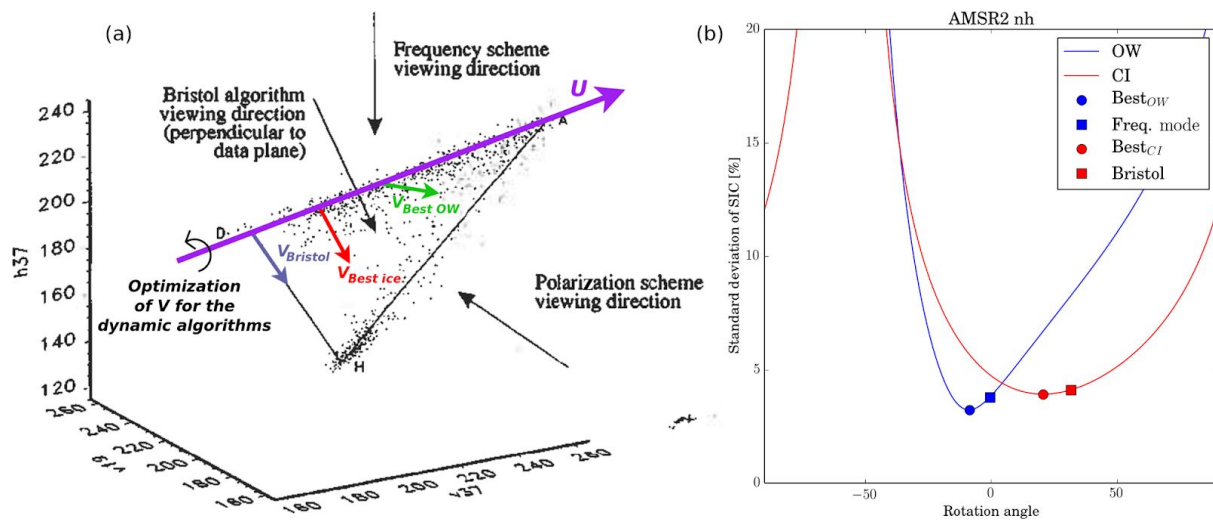 (a)
Frequency scheme
viewing direction
Bristol algorithm
viewing direction
(perpendicular to
data plane)
U
A
D
H
V Best OW
V Bristol
V Best ice
Optimization
of V for the
dynamic algorithms
Polarization scheme
viewing direction
h37
240
220
200
180
160
140
120
260
240
220
200
180
160
160
180
200
220
240
260
v37
(b)
AMSR2 nh
Standard deviation of SIC [%]
20
15
10
5
0
−50
0
50
Rotation angle
OW
CI
Best_OW
Freq. mode
Best_CI
Bristol